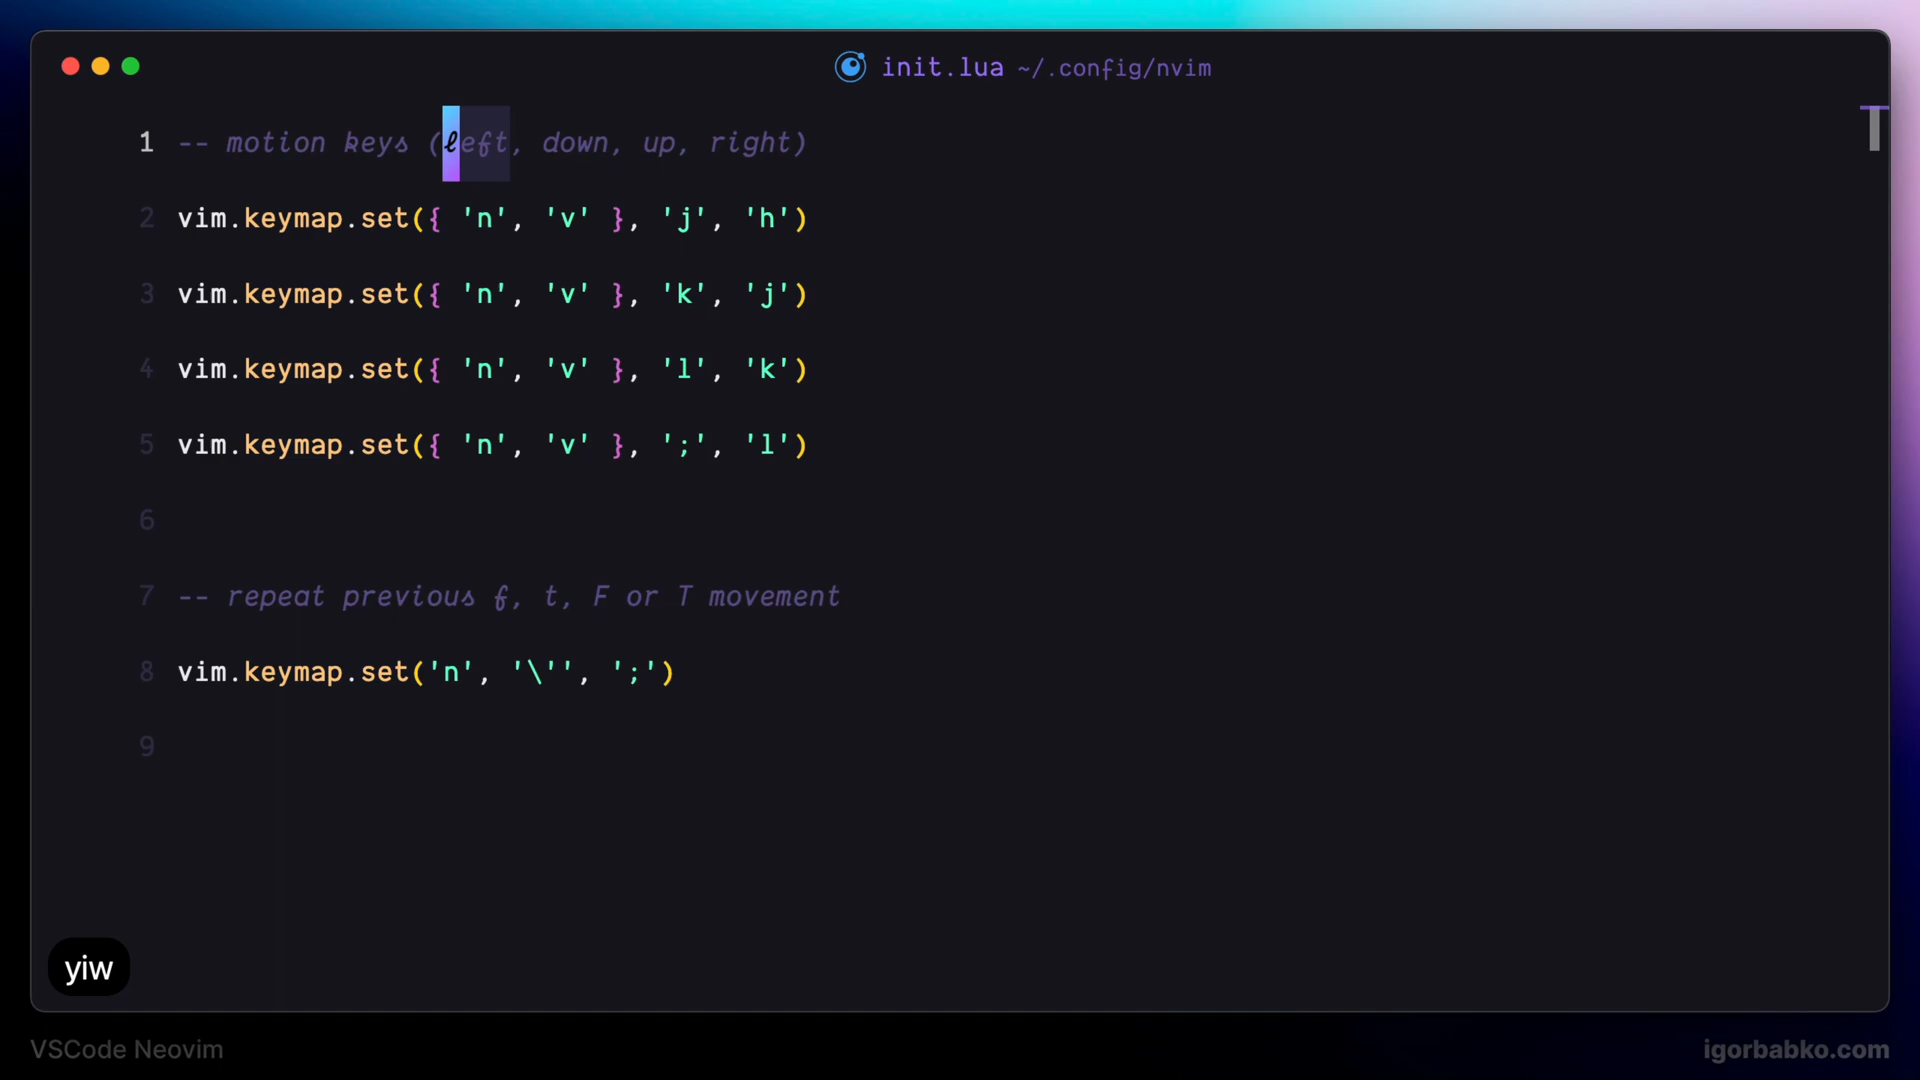 init.lua ~/.config/nvim
1 -- motion keys (left, down, up, right)
2 vim.keymap.set({ 'n', 'v' }, 'j', 'h')
3 vim.keymap.set({ 'n', 'v' }, 'k', 'j')
4 vim.keymap.set({ 'n', 'v' }, 'l', 'k')
5 vim.keymap.set({ 'n', 'v' }, ';', 'l')
6
7 -- repeat previous f, t, F or T movement
8 vim.keymap.set('n', '\'', ';')
9
yiw
VSCode Neovim
igorbabko.com